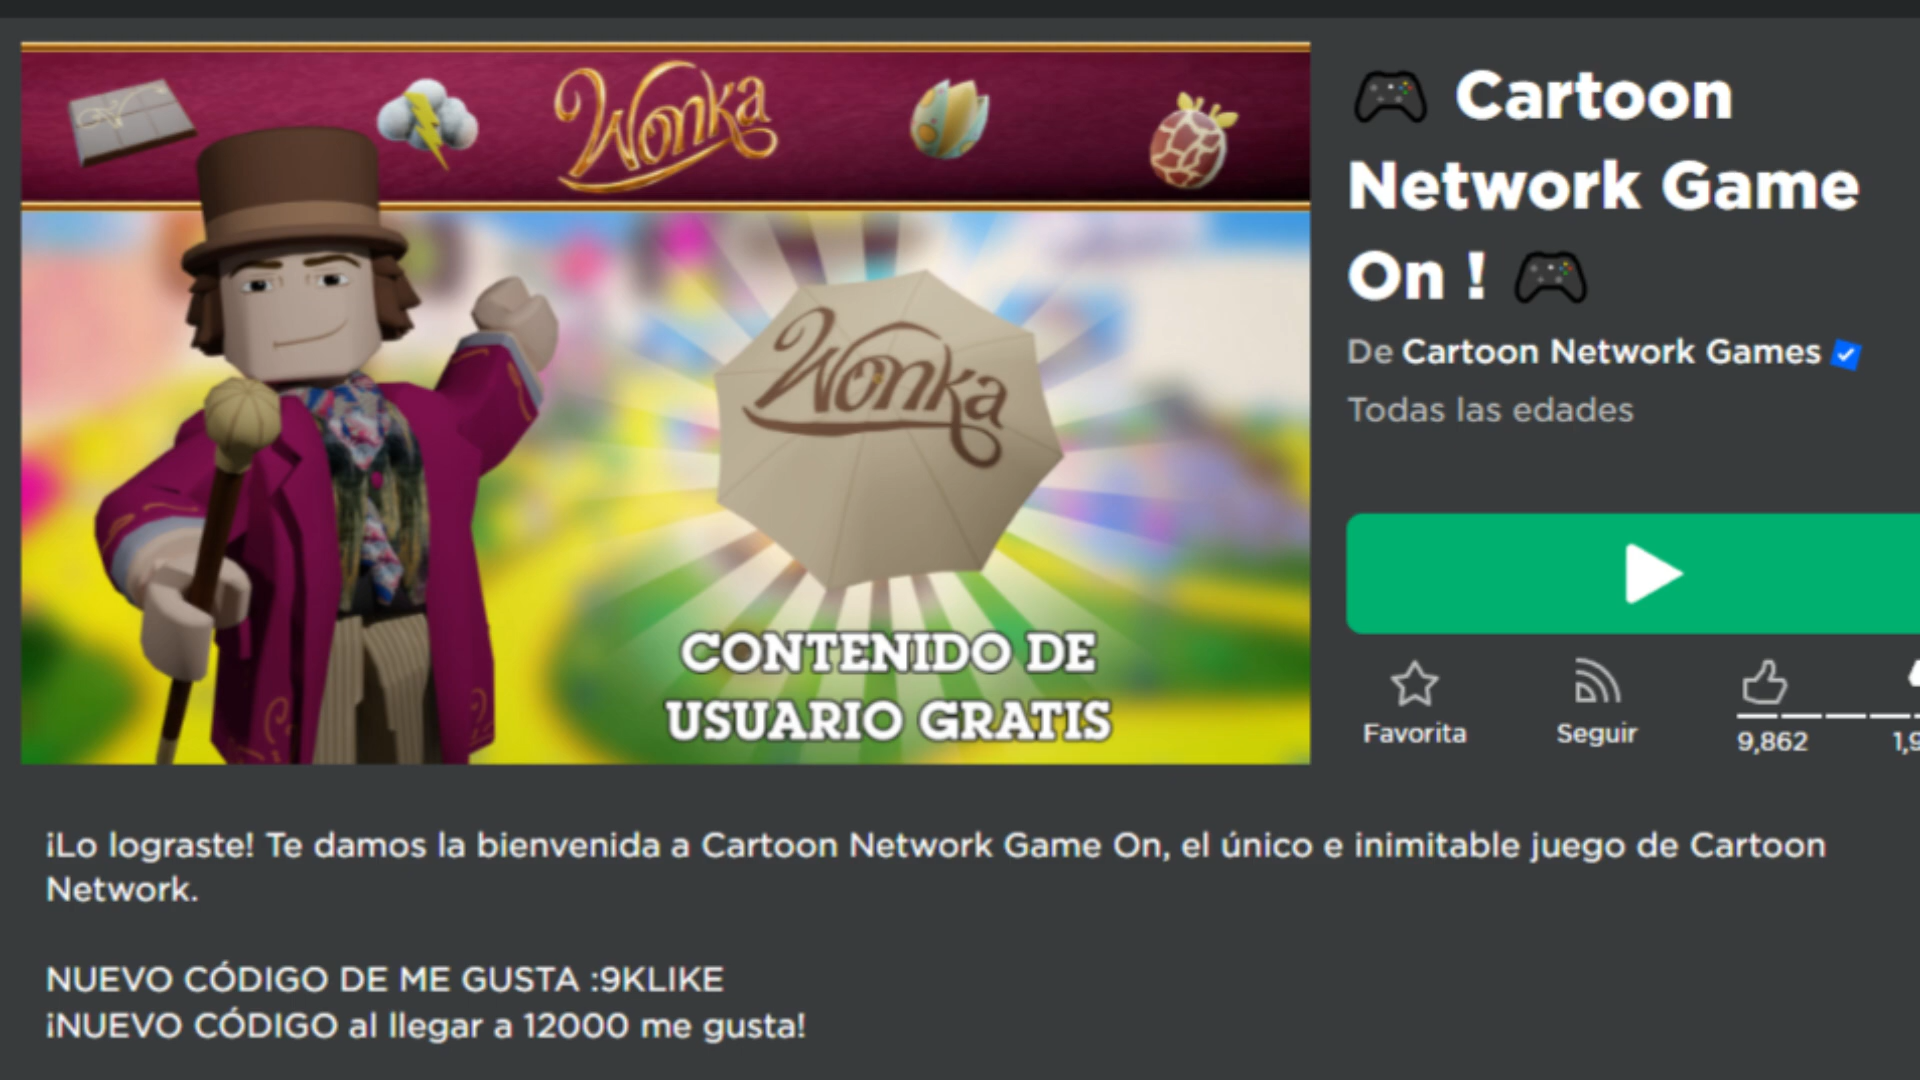 Wonka
Wonka
CONTENIDO DE
USUARIO GRATIS
Cartoon
Network Game
On !
De Cartoon Network Games
Todas las edades
Favorita
Seguir
9,862
¡Lo lograste! Te damos la bienvenida a Cartoon Network Game On, el único e inimitable juego de Cartoon
Network.
NUEVO CÓDIGO DE ME GUSTA :9KLIKE
¡NUEVO CÓDIGO al llegar a 12000 me gusta!